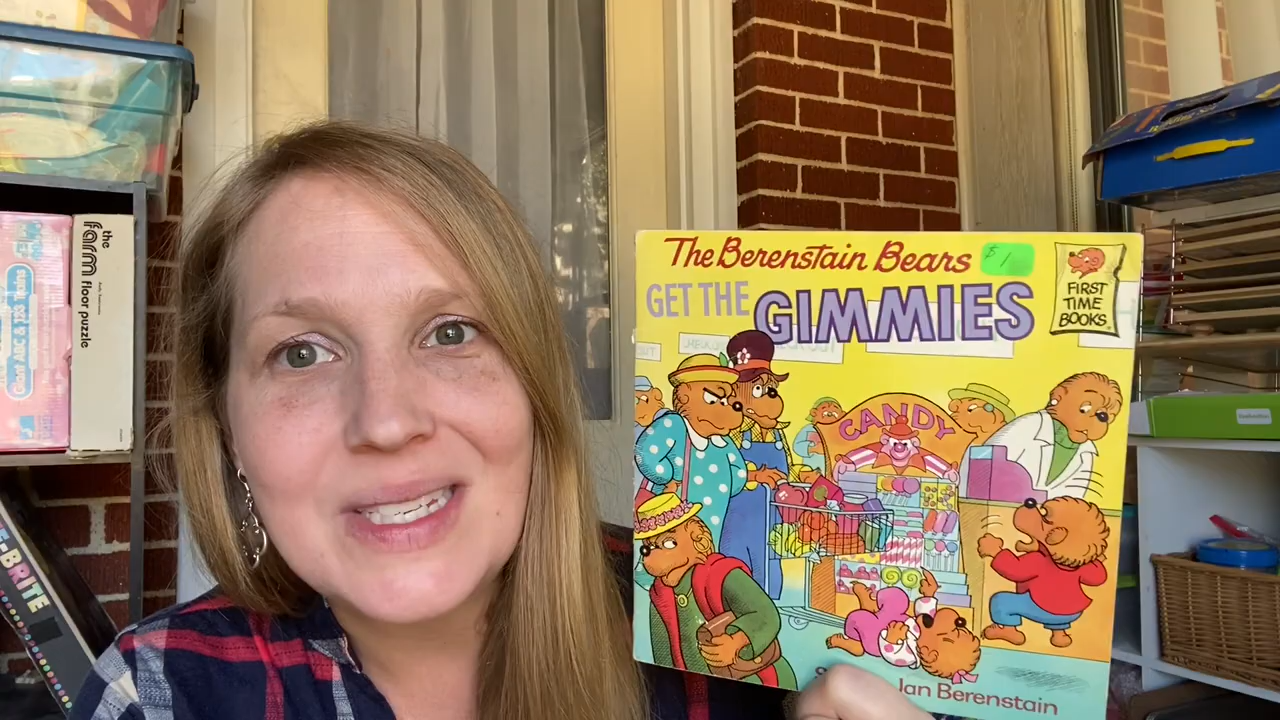 The Berenstain Bears
$1
GET THE GIMMIES
FIRST
TIME
BOOKS
CANDY
Jan Berenstain
the
farm
floor puzzle
Giant ABC & 123 Train
E-BRITE